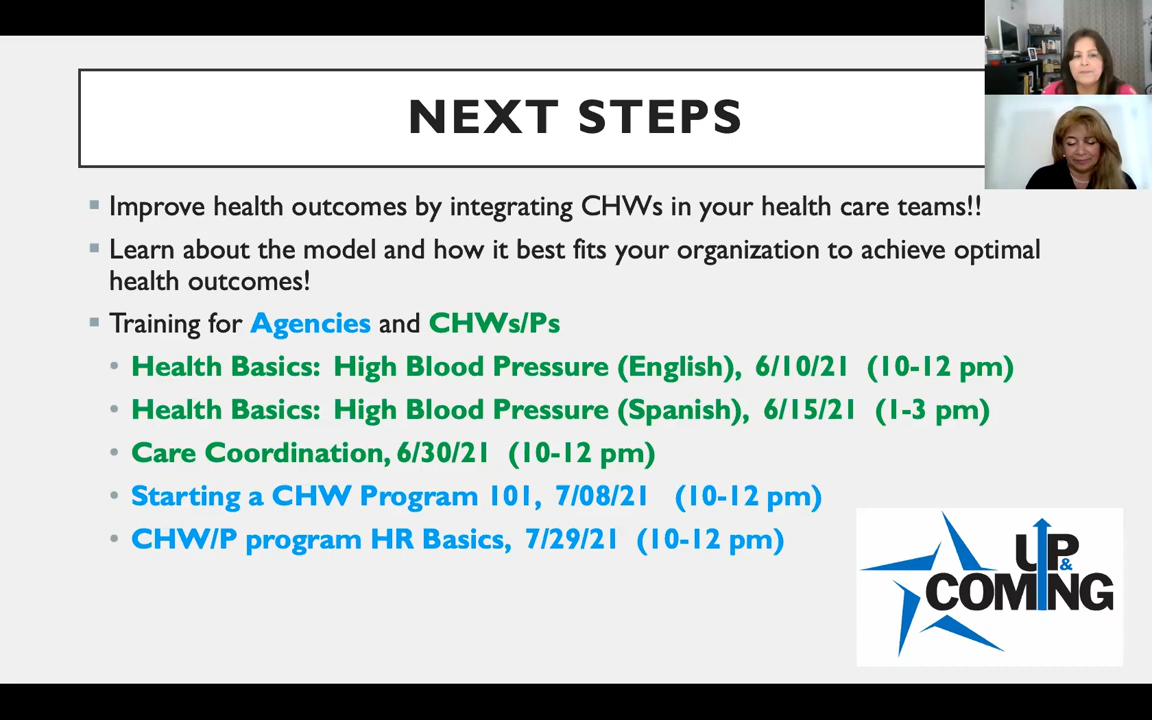 NEXT STEPS
Improve health outcomes by integrating CHWs in your health care teams!!
Learn about the model and how it best fits your organization to achieve optimal
health outcomes!
Training for Agencies and CHWs/Ps
Health Basics: High Blood Pressure (English), 6/10/21 (10-12 pm)
Health Basics: High Blood Pressure (Spanish), 6/15/21 (1-3 pm)
Care Coordination, 6/30/21 (10-12 pm)
Starting a CHW Program 101, 7/08/21 (10-12 pm)
CHW/P program HR Basics, 7/29/21 (10-12 pm)
UP
&
COMING